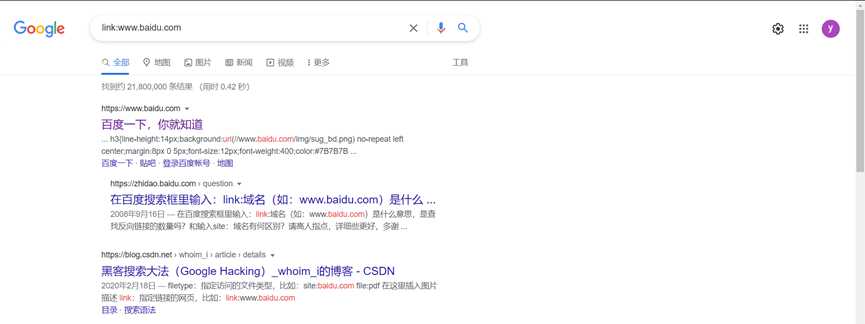 Google
link:www.baidu.com
y
全部 地图 图片 新闻 视频 更多 工具
找到约 21,800,000 条结果 （用时 0.42 秒）
https://www.baidu.com
百度一下，你就知道
... h3{line-height:14px;background:url(//www.baidu.com/img/sug_bd.png) no-repeat left
center;margin:8px 0 5px;font-size:12px;font-weight:400;color:#7B7B7B ...
百度一下 · 贴吧 · 登录百度帐号 · 地图
https://zhidao.baidu.com › question
在百度搜索框里输入：link:域名（如：www.baidu.com）是什么 ...
2008年9月16日 — 在百度搜索框里输入：link:域名（如：www.baidu.com）是什么意思，是查
找反向链接的数量吗？和输入site：域名有何区别？请高人指点，详细些更好，多谢 ...
https://blog.csdn.net › whoim_i › article › details
黑客搜索大法（Google Hacking）_whoim_i的博客 - CSDN
2020年2月18日 — filetype：指定访问的文件类型，比如：site:baidu.com file:pdf 在这里插入图片
描述 link：指定链接的网页，比如：link:www.baidu.com
目录 · 搜索语法